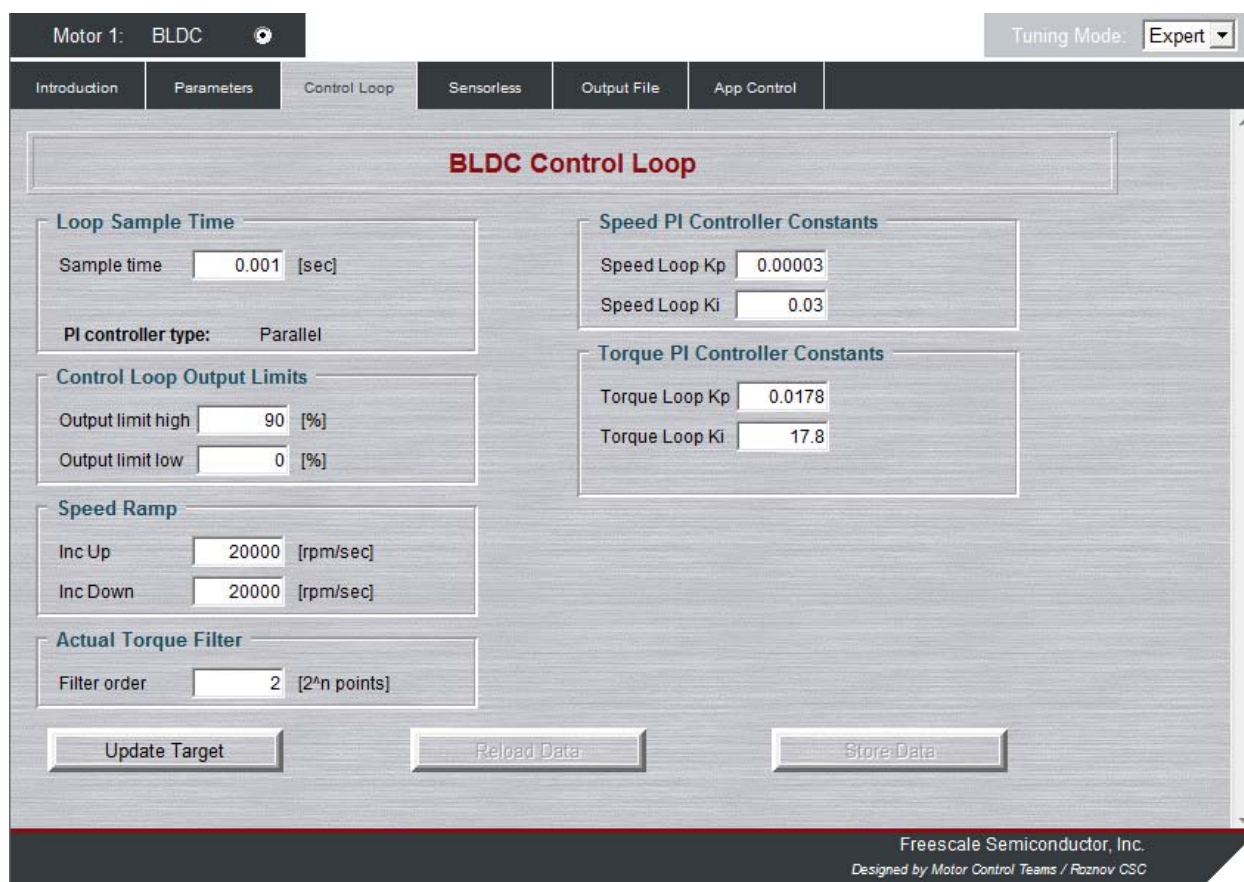 Motor 1: BLDC
Tuning Mode: Expert
Introduction Parameters Control Loop Sensorless Output File App Control
BLDC Control Loop
Loop Sample Time
Sample time 0.001 [sec]
PI controller type: Parallel
Control Loop Output Limits
Output limit high 90 [%]
Output limit low 0 [%]
Speed Ramp
Inc Up 20000 [rpm/sec]
Inc Down 20000 [rpm/sec]
Actual Torque Filter
Filter order 2 [2^n points]
Speed PI Controller Constants
Speed Loop Kp 0.00003
Speed Loop Ki 0.03
Torque PI Controller Constants
Torque Loop Kp 0.0178
Torque Loop Ki 17.8
Update Target Reload Data Store Data
Freescale Semiconductor, Inc.
Designed by Motor Control Teams / Roznov CSC